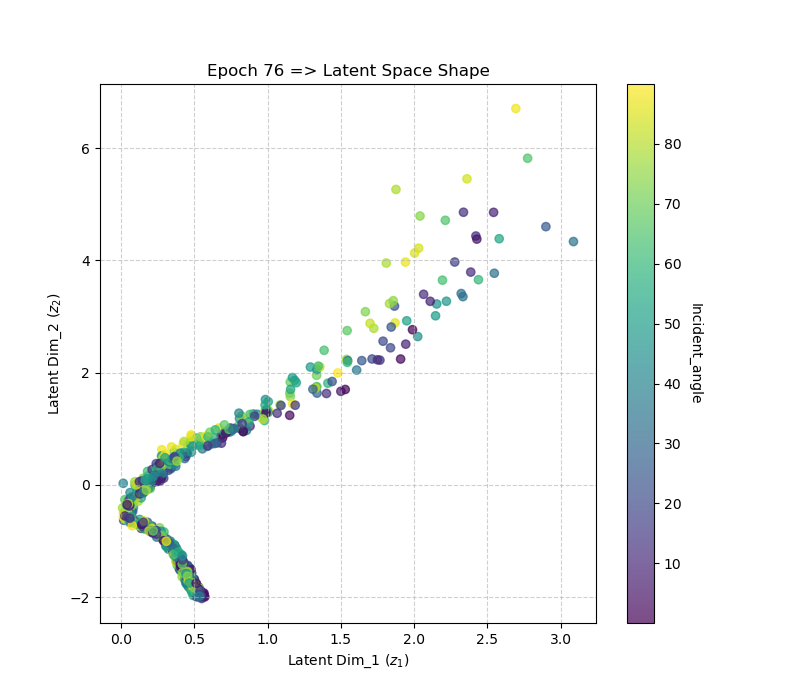 Epoch 76 => Latent Space Shape
Latent Dim_2 (z₂)
6
4
2
0
−2
0.0 0.5 1.0 1.5 2.0 2.5 3.0
Latent Dim_1 (z₁)
80
70
60
50
40
30
20
10
Incident_angle